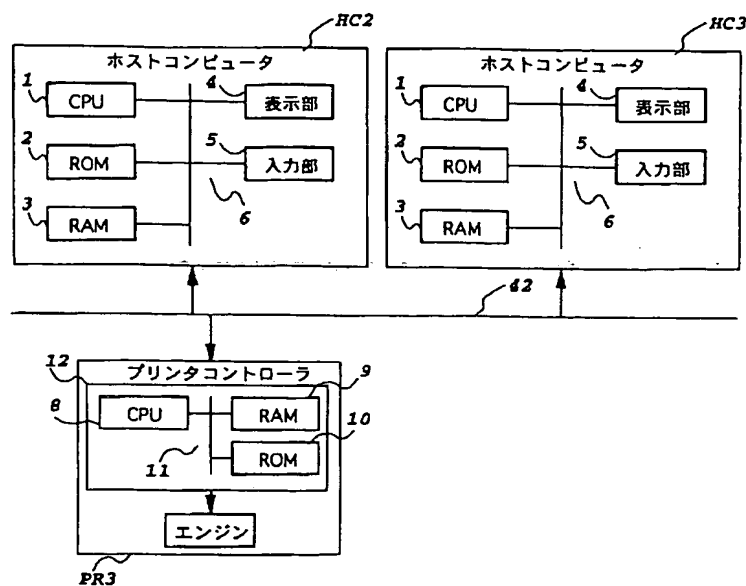 HC2
ホストコンピュータ
1
CPU
4
表示部
2
ROM
5
入力部
3
RAM
6
HC3
ホストコンピュータ
1
CPU
4
表示部
2
ROM
5
入力部
3
RAM
6
42
12
プリンタコントローラ
9
8
CPU
RAM
10
11
ROM
エンジン
PR3